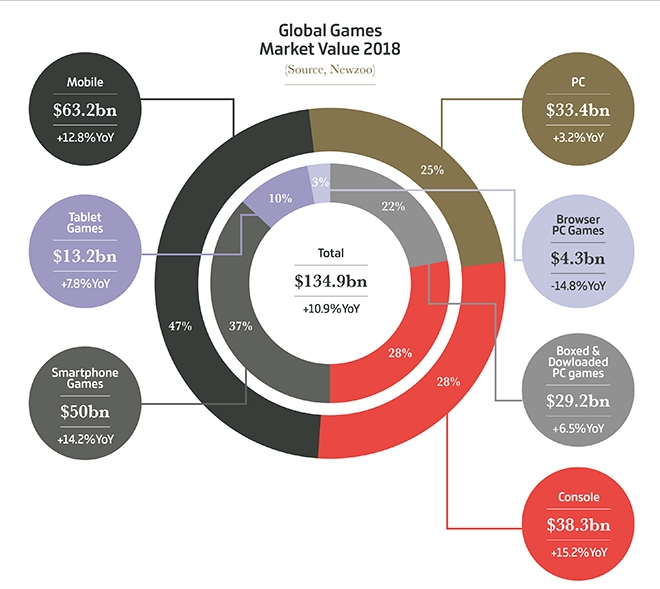 Global Games
Market Value 2018
(Source, Newzoo)
Mobile
$63.2bn
+12.8%YoY
PC
$33.4bn
+3.2%YoY
25%
3%
10%
22%
Tablet
Games
$13.2bn
+7.8%YoY
Browser
PC Games
$4.3bn
-14.8%YoY
Total
$134.9bn
+10.9%YoY
47%
37%
28%
28%
Smartphone
Games
$50bn
+14.2%YoY
Boxed &
Dowloaded
PC games
$29.2bn
+6.5%YoY
Console
$38.3bn
+15.2%YoY